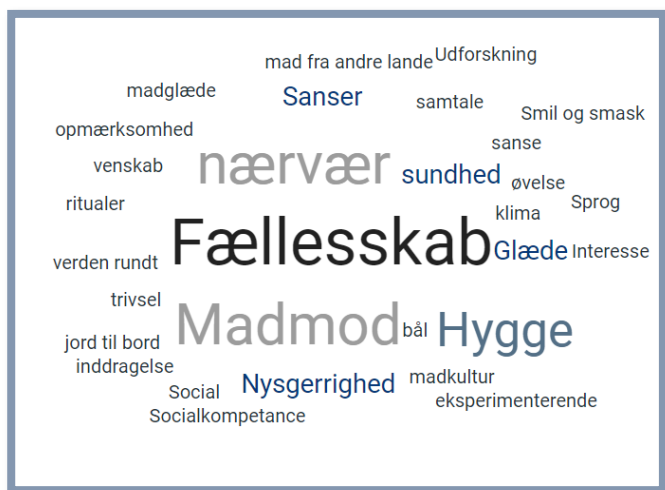 mad fra andre lande
Udforskning
madglæde
Sanser
samtale
Smil og smask
opmærksomhed
sanse
nærvær
venskab
sundhed
øvelse
ritualer
klima
Sprog
Fællesskab
Glæde
Interesse
verden rundt
trivsel
Madmod
bål
Hygge
jord til bord
inddragelse
Nysgerrighed
madkultur
Social
eksperimenterende
Socialkompetance